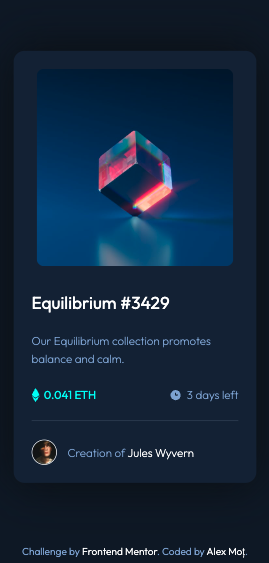 Equilibrium #3429
Our Equilibrium collection promotes
balance and calm.
0.041 ETH
3 days left
Creation of Jules Wyvern
Challenge by Frontend Mentor. Coded by Alex Moț.